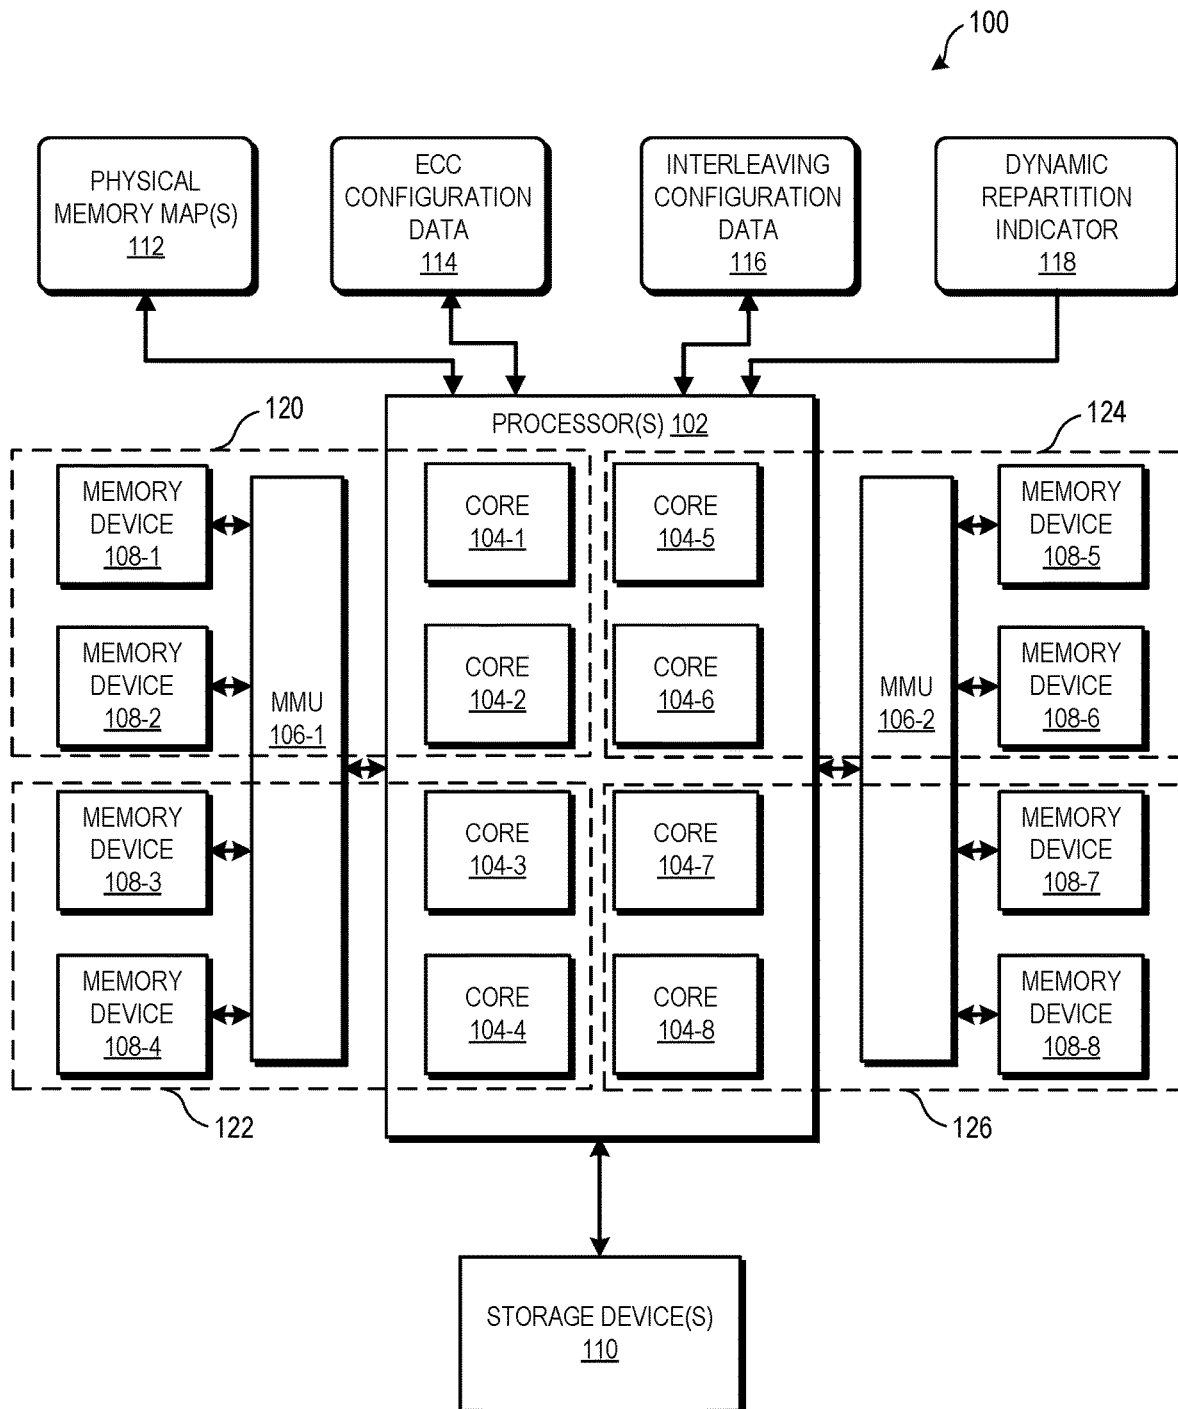 100
PHYSICAL
MEMORY MAP(S)
112
ECC
CONFIGURATION
DATA
114
INTERLEAVING
CONFIGURATION
DATA
116
DYNAMIC
REPARTITION
INDICATOR
118
120
PROCESSOR(S) 102
124
MEMORY
DEVICE
108-1
CORE
104-1
CORE
104-5
MEMORY
DEVICE
108-5
MEMORY
DEVICE
108-2
MMU
106-1
CORE
104-2
CORE
104-6
MMU
106-2
MEMORY
DEVICE
108-6
MEMORY
DEVICE
108-3
CORE
104-3
CORE
104-7
MEMORY
DEVICE
108-7
MEMORY
DEVICE
108-4
CORE
104-4
CORE
104-8
MEMORY
DEVICE
108-8
122
126
STORAGE DEVICE(S)
110